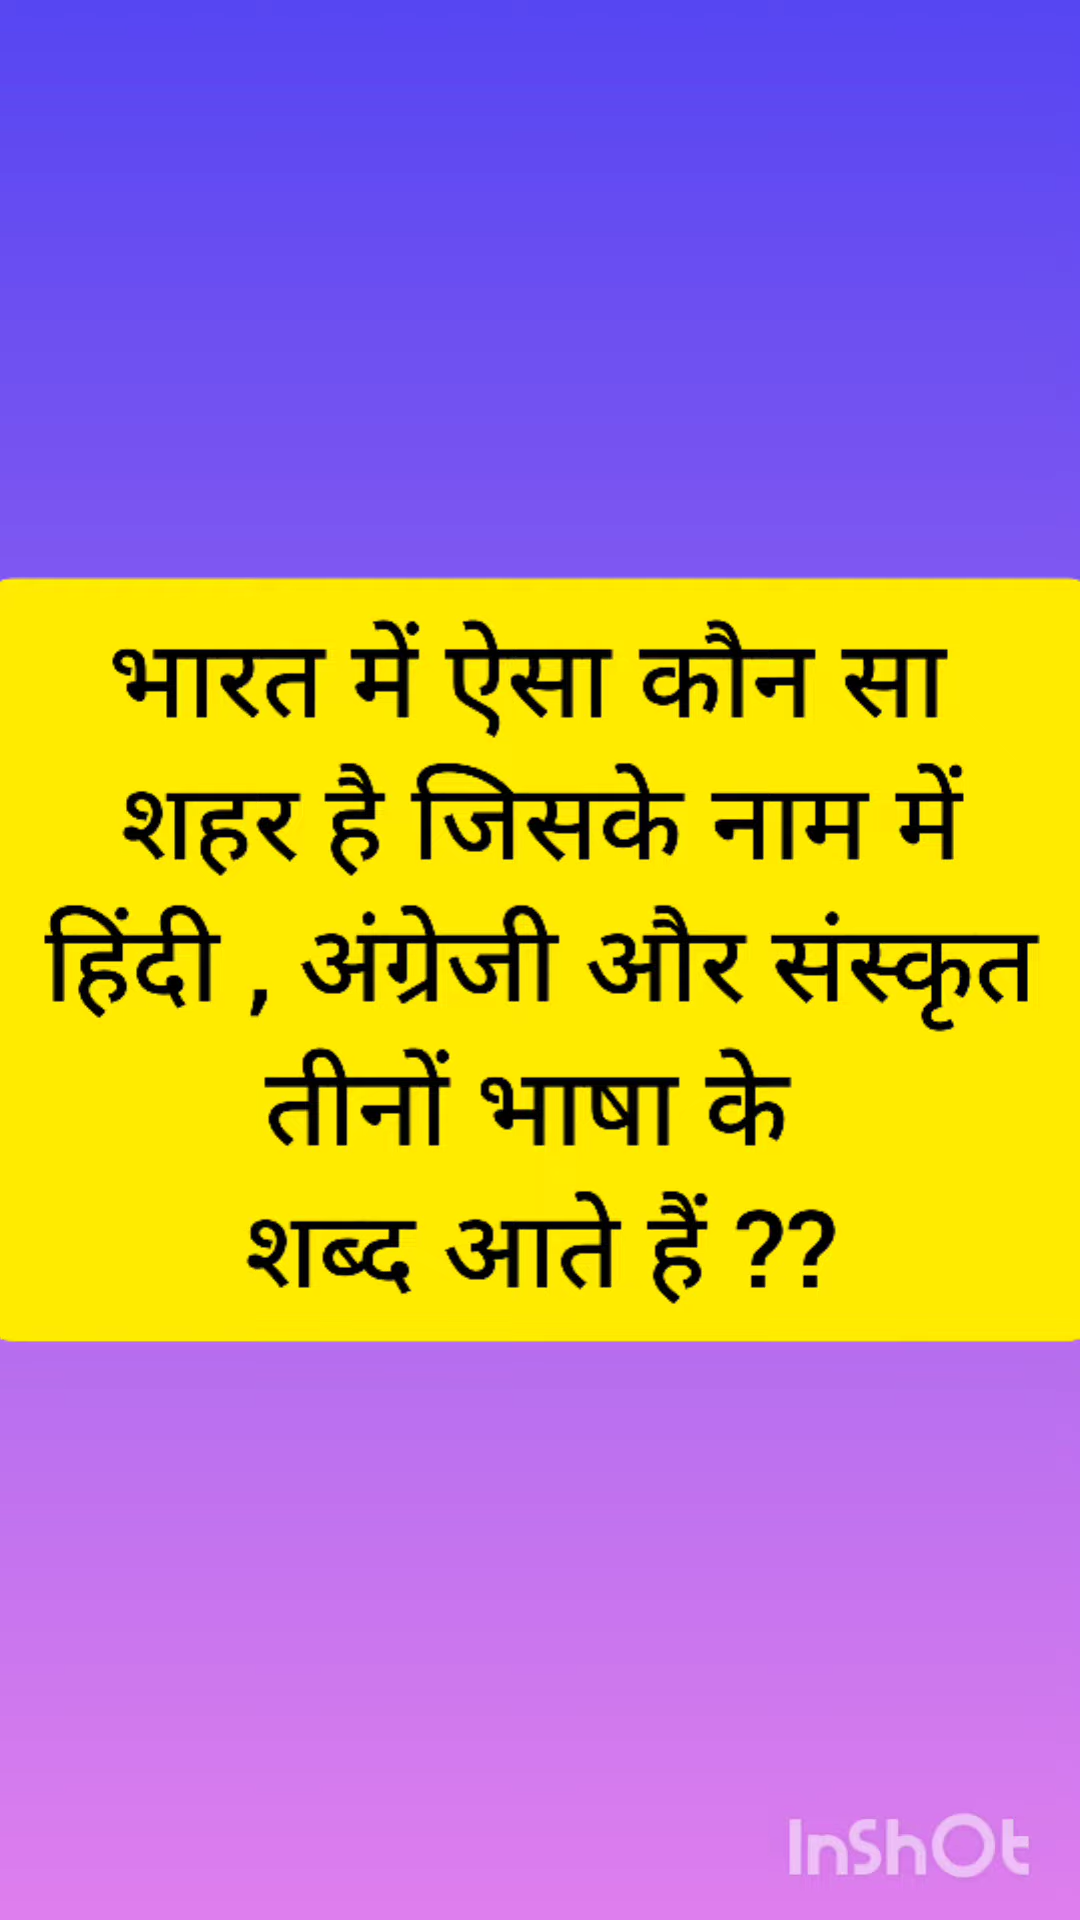 भारत में ऐसा कौन सा
शहर है जिसके नाम में
हिंदी , अंग्रेजी और संस्कृत
तीनों भाषा के
शब्द आते हैं ??
InShOt